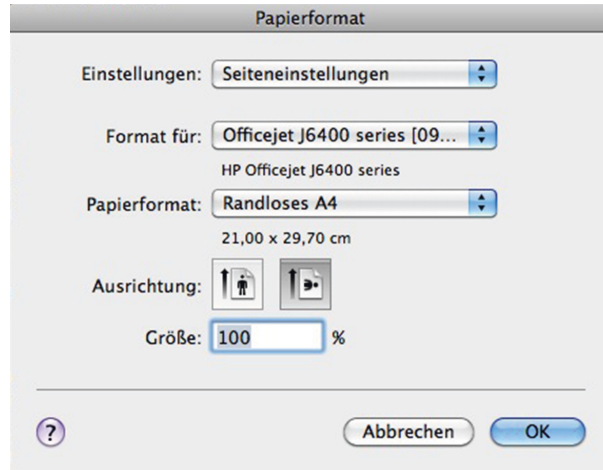 Papierformat
Einstellungen: Seiteneinstellungen
Format für: Officejet J6400 series [09...
HP Officejet J6400 series
Papierformat: Randloses A4
21,00 x 29,70 cm
Ausrichtung:
Größe: 100 %
? Abbrechen OK